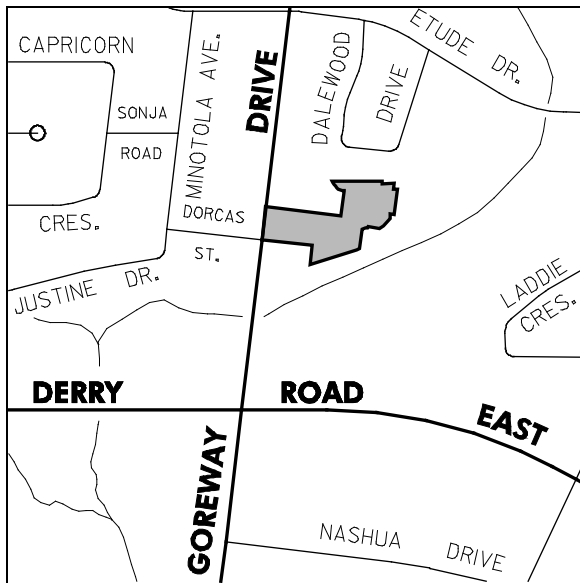 CAPRICORN
MINOTOLA AVE.
DRIVE
DALEWOOD
DRIVE
ETUDE DR.
SONJA
ROAD
CRES.
DORCAS
ST.
JUSTINE DR.
LADDIE
CRES.
DERRY ROAD EAST
GOREWAY
NASHUA DRIVE